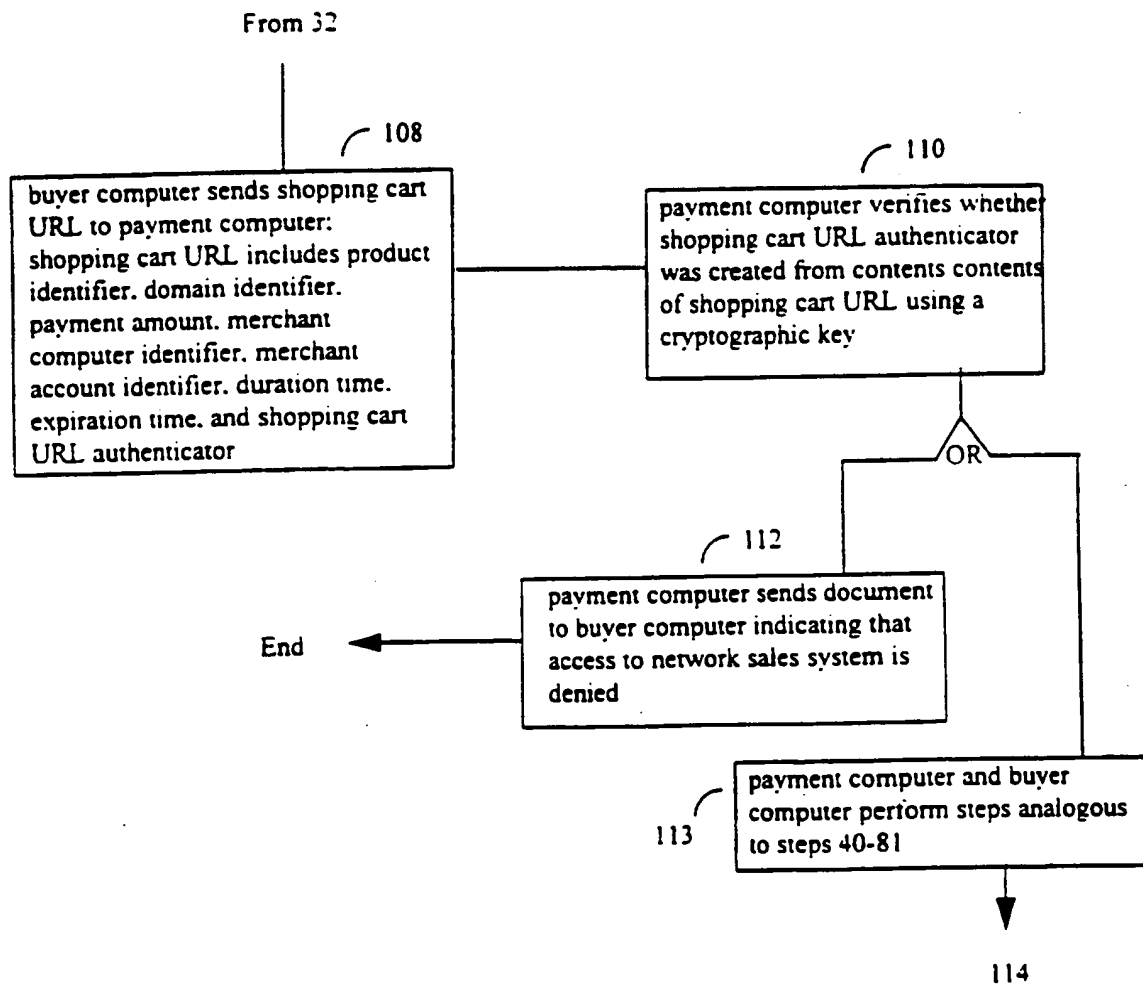 From 32
108
buyer computer sends shopping cart
URL to payment computer:
shopping cart URL includes product
identifier. domain identifier.
payment amount. merchant
computer identifier. merchant
account identifier. duration time.
expiration time. and shopping cart
URL authenticator
110
payment computer verifies whether
shopping cart URL authenticator
was created from contents contents
of shopping cart URL using a
cryptographic key
OR
112
payment computer sends document
to buyer computer indicating that
access to network sales system is
denied
End
113
payment computer and buyer
computer perform steps analogous
to steps 40-81
114